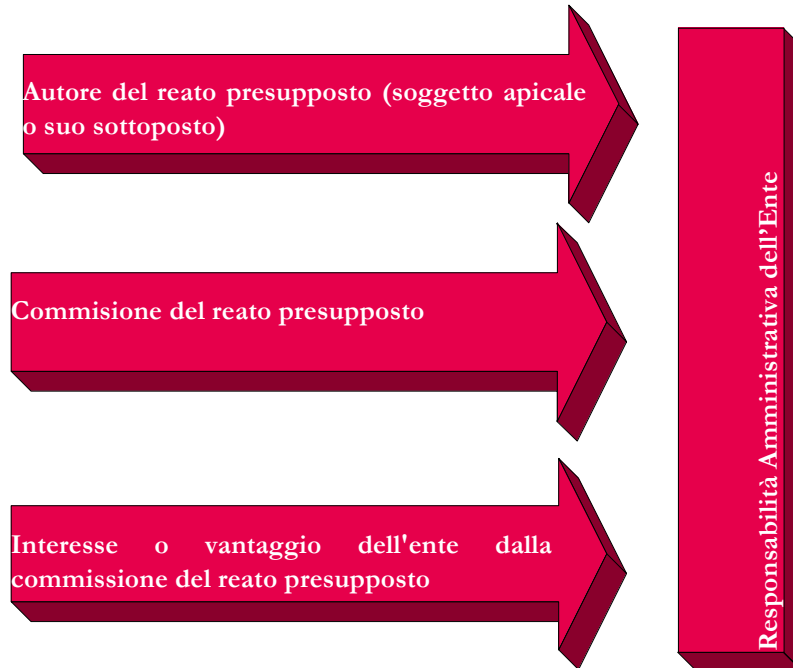 Autore del reato presupposto (soggetto apicale
o suo sottoposto)
Commisione del reato presupposto
Interesse o vantaggio dell'ente dalla
commissione del reato presupposto
Responsabilità Amministrativa dell’Ente